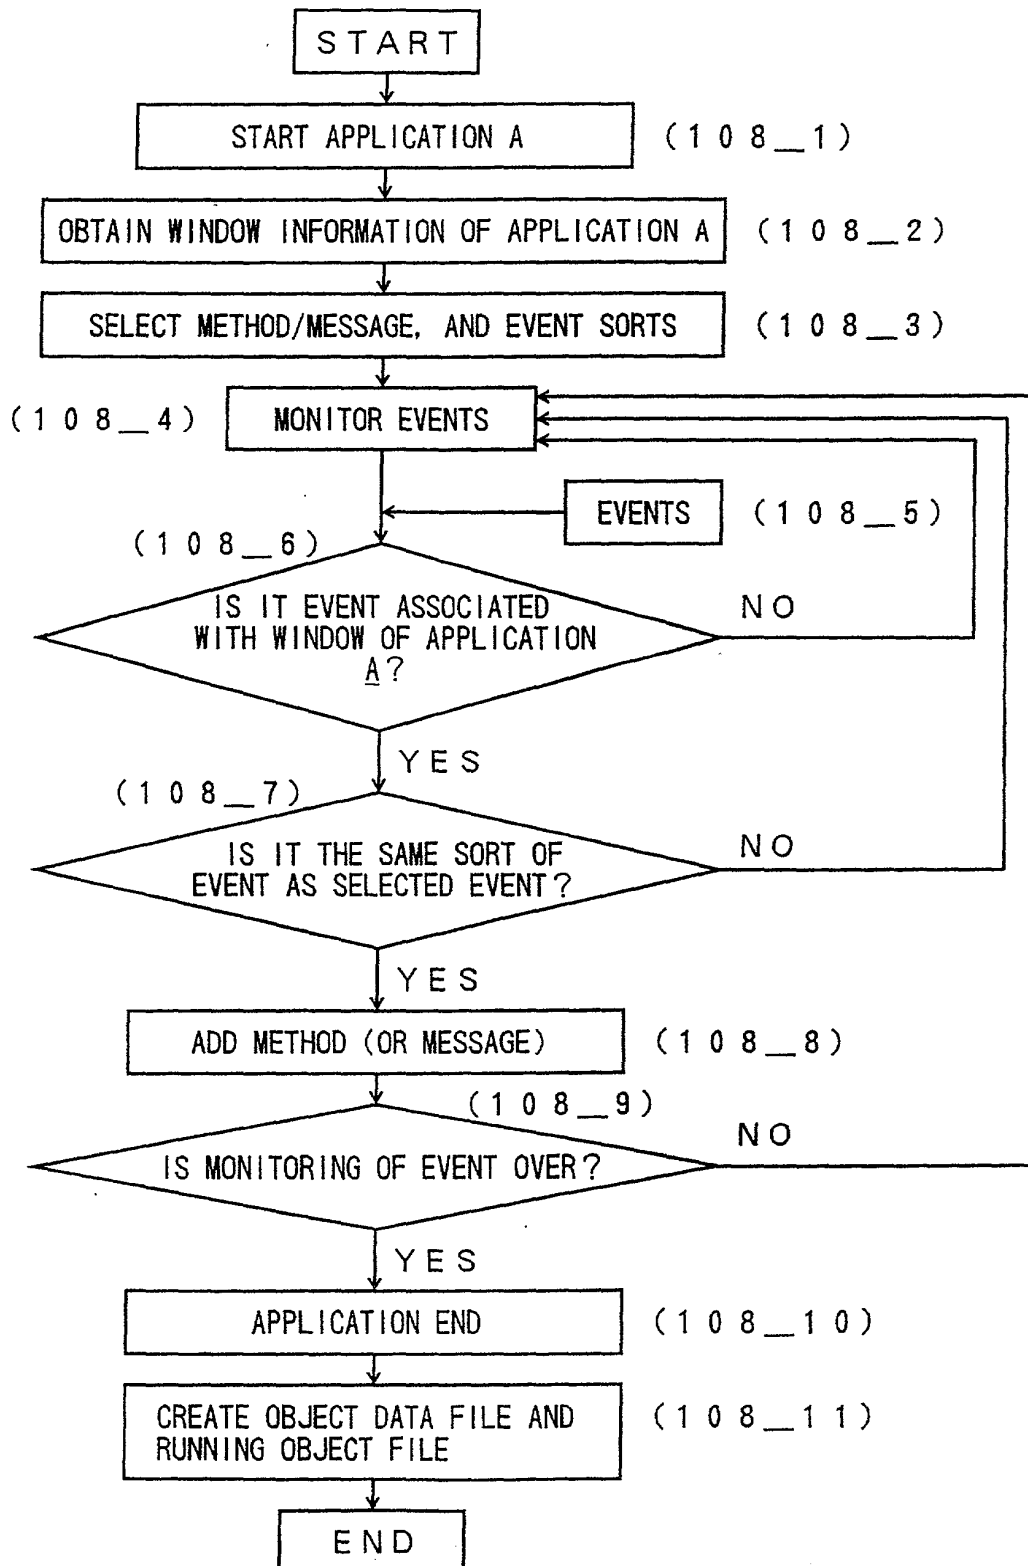 START
START APPLICATION A
(108_1)
OBTAIN WINDOW INFORMATION OF APPLICATION A
(108_2)
SELECT METHOD/MESSAGE, AND EVENT SORTS
(108_3)
(108_4)
MONITOR EVENTS
EVENTS
(108_5)
(108_6)
IS IT EVENT ASSOCIATED
WITH WINDOW OF APPLICATION
A?
NO
YES
(108_7)
IS IT THE SAME SORT OF
EVENT AS SELECTED EVENT?
NO
YES
ADD METHOD (OR MESSAGE)
(108_8)
(108_9)
IS MONITORING OF EVENT OVER?
NO
YES
APPLICATION END
(108_10)
CREATE OBJECT DATA FILE AND
RUNNING OBJECT FILE
(108_11)
END